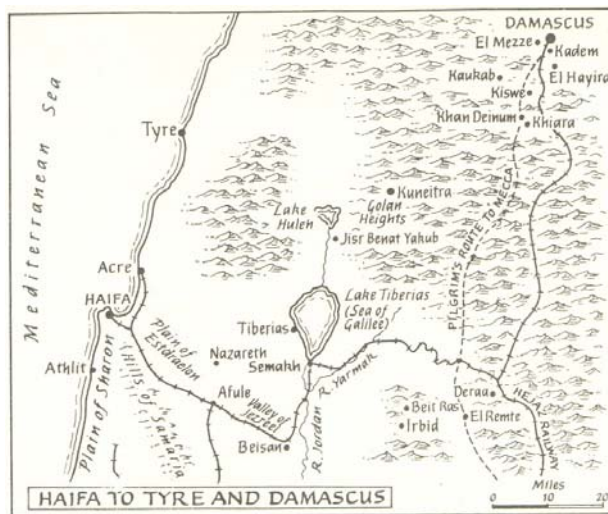 DAMASCUS
El Mezze
Kadem
El Hayira
Kaukab
Kiswe
Khan Deinum
Khiara
Mediterranean Sea
Tyre
PILGRIM'S ROUTE TO MECCA
Kuneitra
Golan
Heights
Lake
Huleh
Jisr Benat Yakub
Acre
HAIFA
Lake Tiberias
(Sea of
Galilee)
Tiberias
Plain of
Esdraelon
Nazareth
Semakh
R. Yarmak
Athlit
Plain of Sharon
Hills of
Samaria
Afule
Valley of
Jezreel
Deraa
HEJAZ RAILWAY
Beit Ras
El Remte
Irbid
Beisan
R. Jordan
HAIFA TO TYRE AND DAMASCUS
Miles
0 10 20